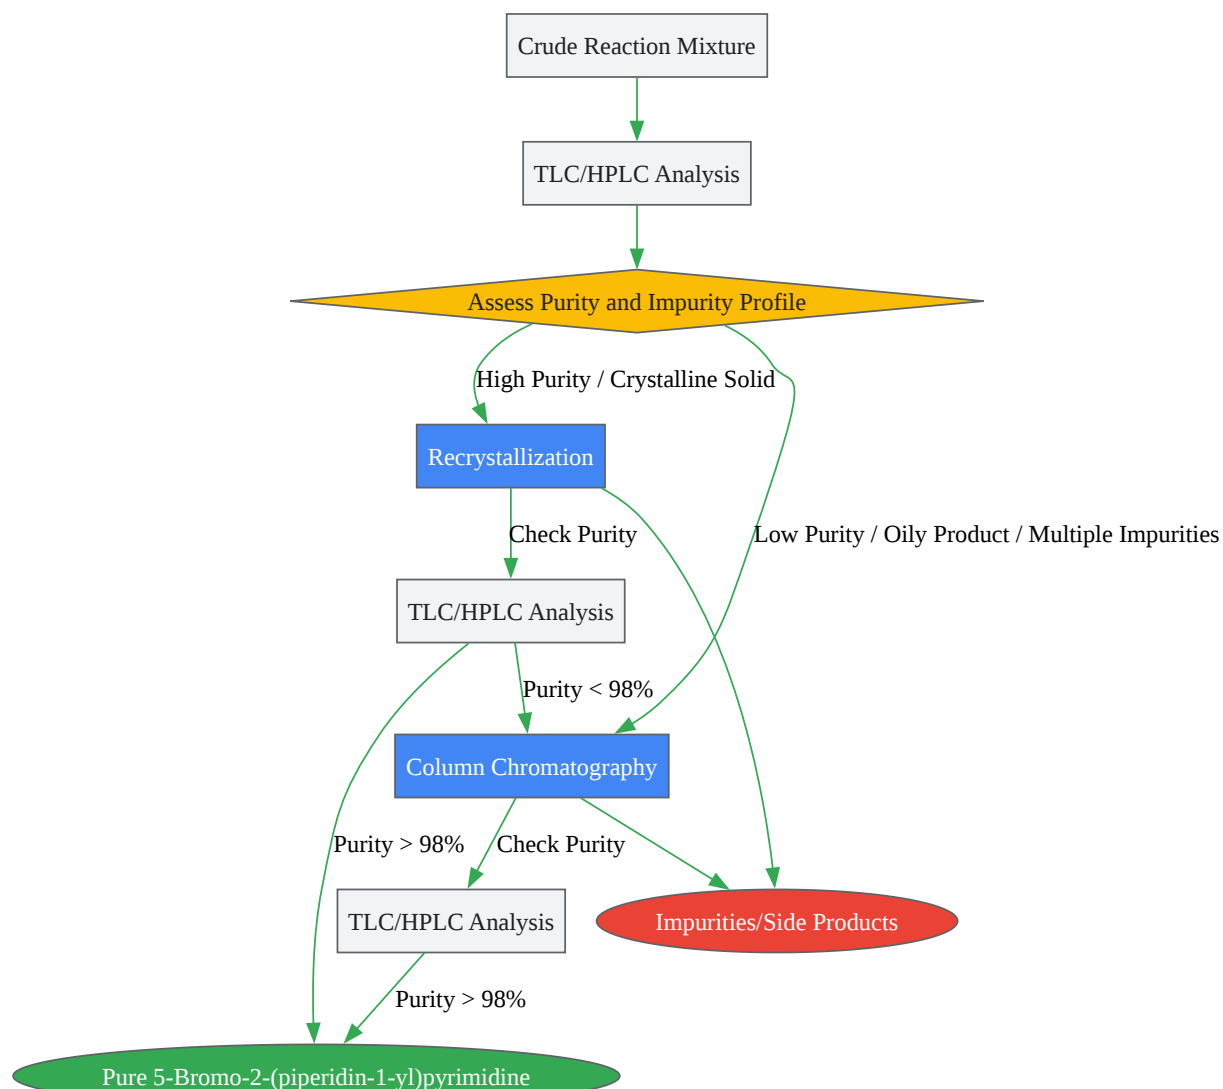 Crude Reaction Mixture
TLC/HPLC Analysis
Assess Purity and Impurity Profile
High Purity / Crystalline Solid
Recrystallization
Check Purity
Low Purity / Oily Product / Multiple Impurities
TLC/HPLC Analysis
Purity < 98%
Column Chromatography
Purity > 98%
Check Purity
TLC/HPLC Analysis
Impurities/Side Products
Purity > 98%
Pure 5-Bromo-2-(piperidin-1-yl)pyrimidine